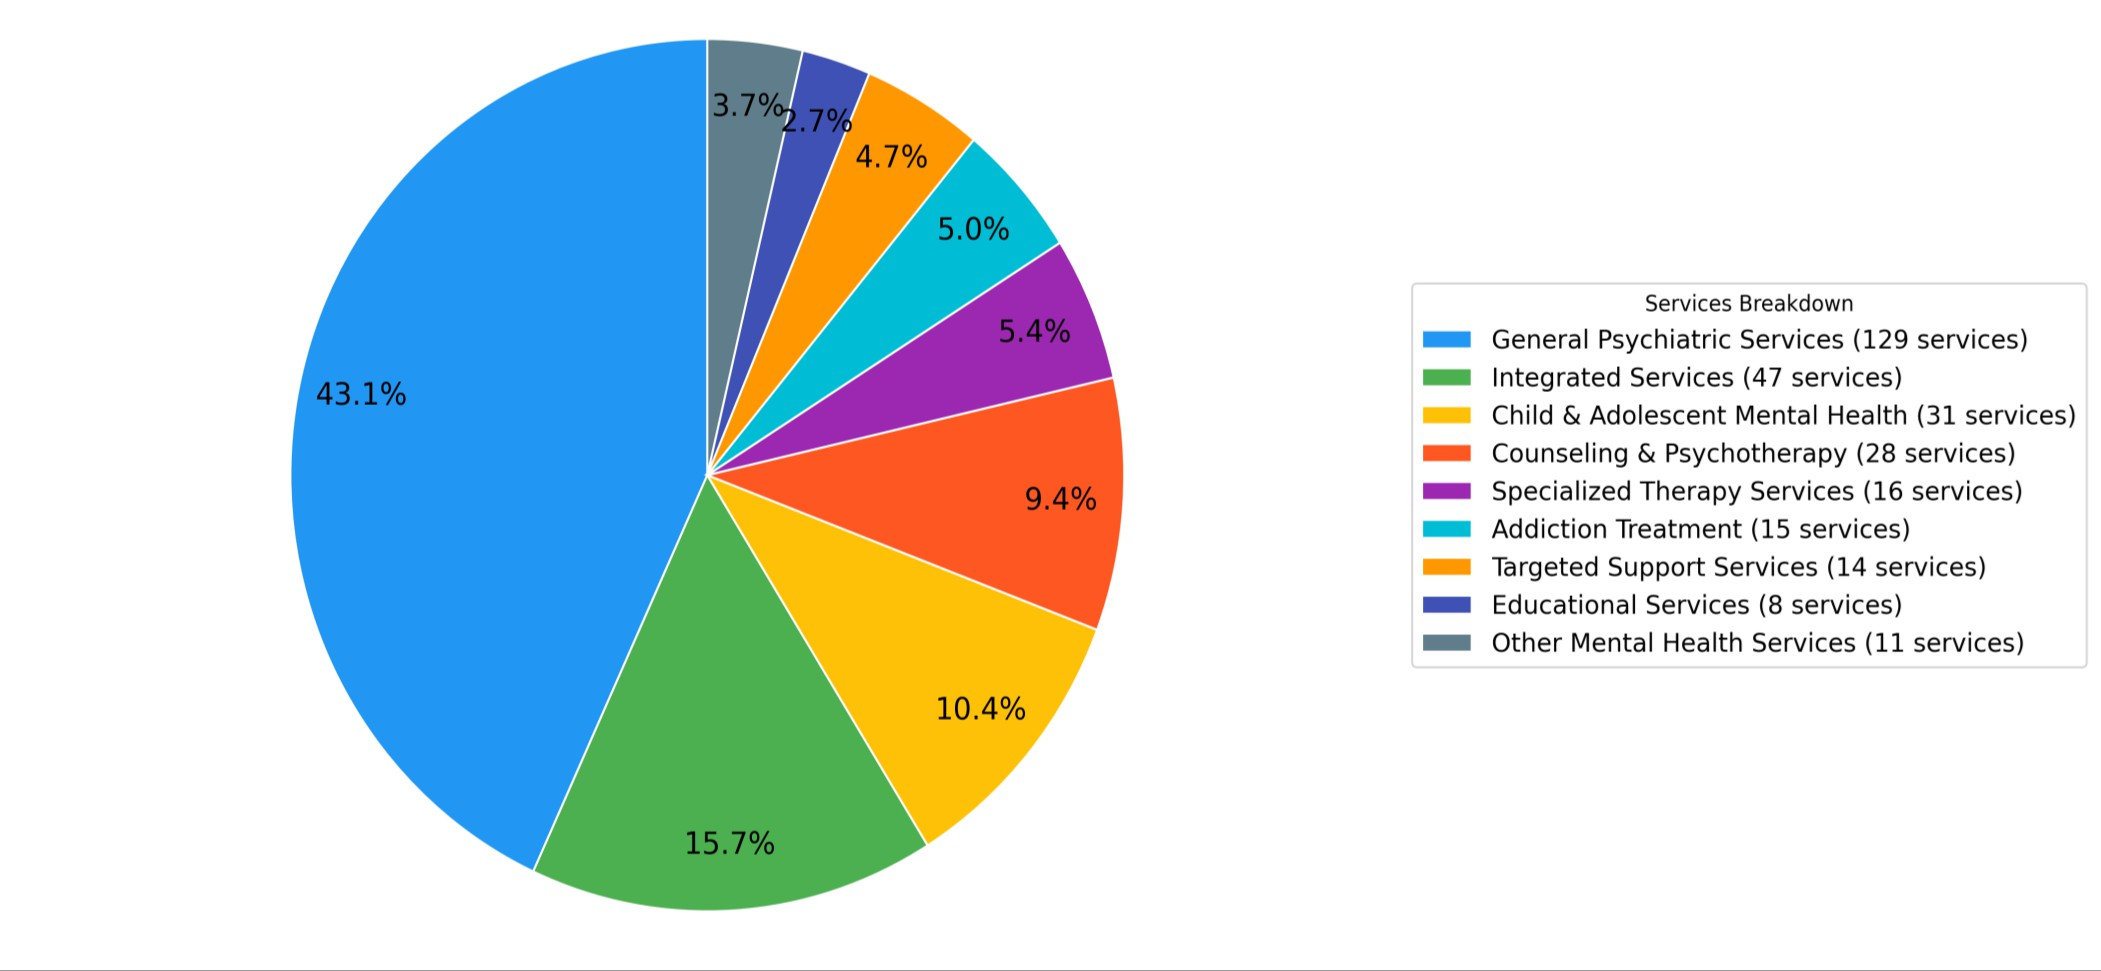 3.7%
2.7%
4.7%
5.0%
5.4%
43.1%
9.4%
10.4%
15.7%
Services Breakdown
General Psychiatric Services (129 services)
Integrated Services (47 services)
Child & Adolescent Mental Health (31 services)
Counseling & Psychotherapy (28 services)
Specialized Therapy Services (16 services)
Addiction Treatment (15 services)
Targeted Support Services (14 services)
Educational Services (8 services)
Other Mental Health Services (11 services)